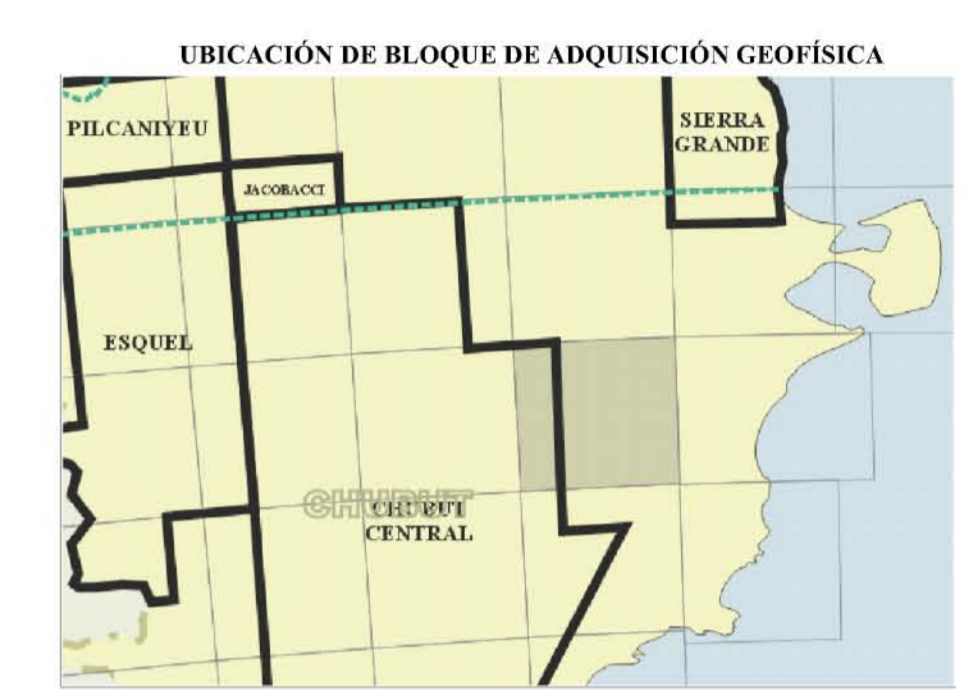 UBICACIÓN DE BLOQUE DE ADQUISICIÓN GEOFÍSICA
PILCANIYEU
SIERRA
GRANDE
JACOBACCI
ESQUEL
CHUBUT
CHUBUT
CENTRAL